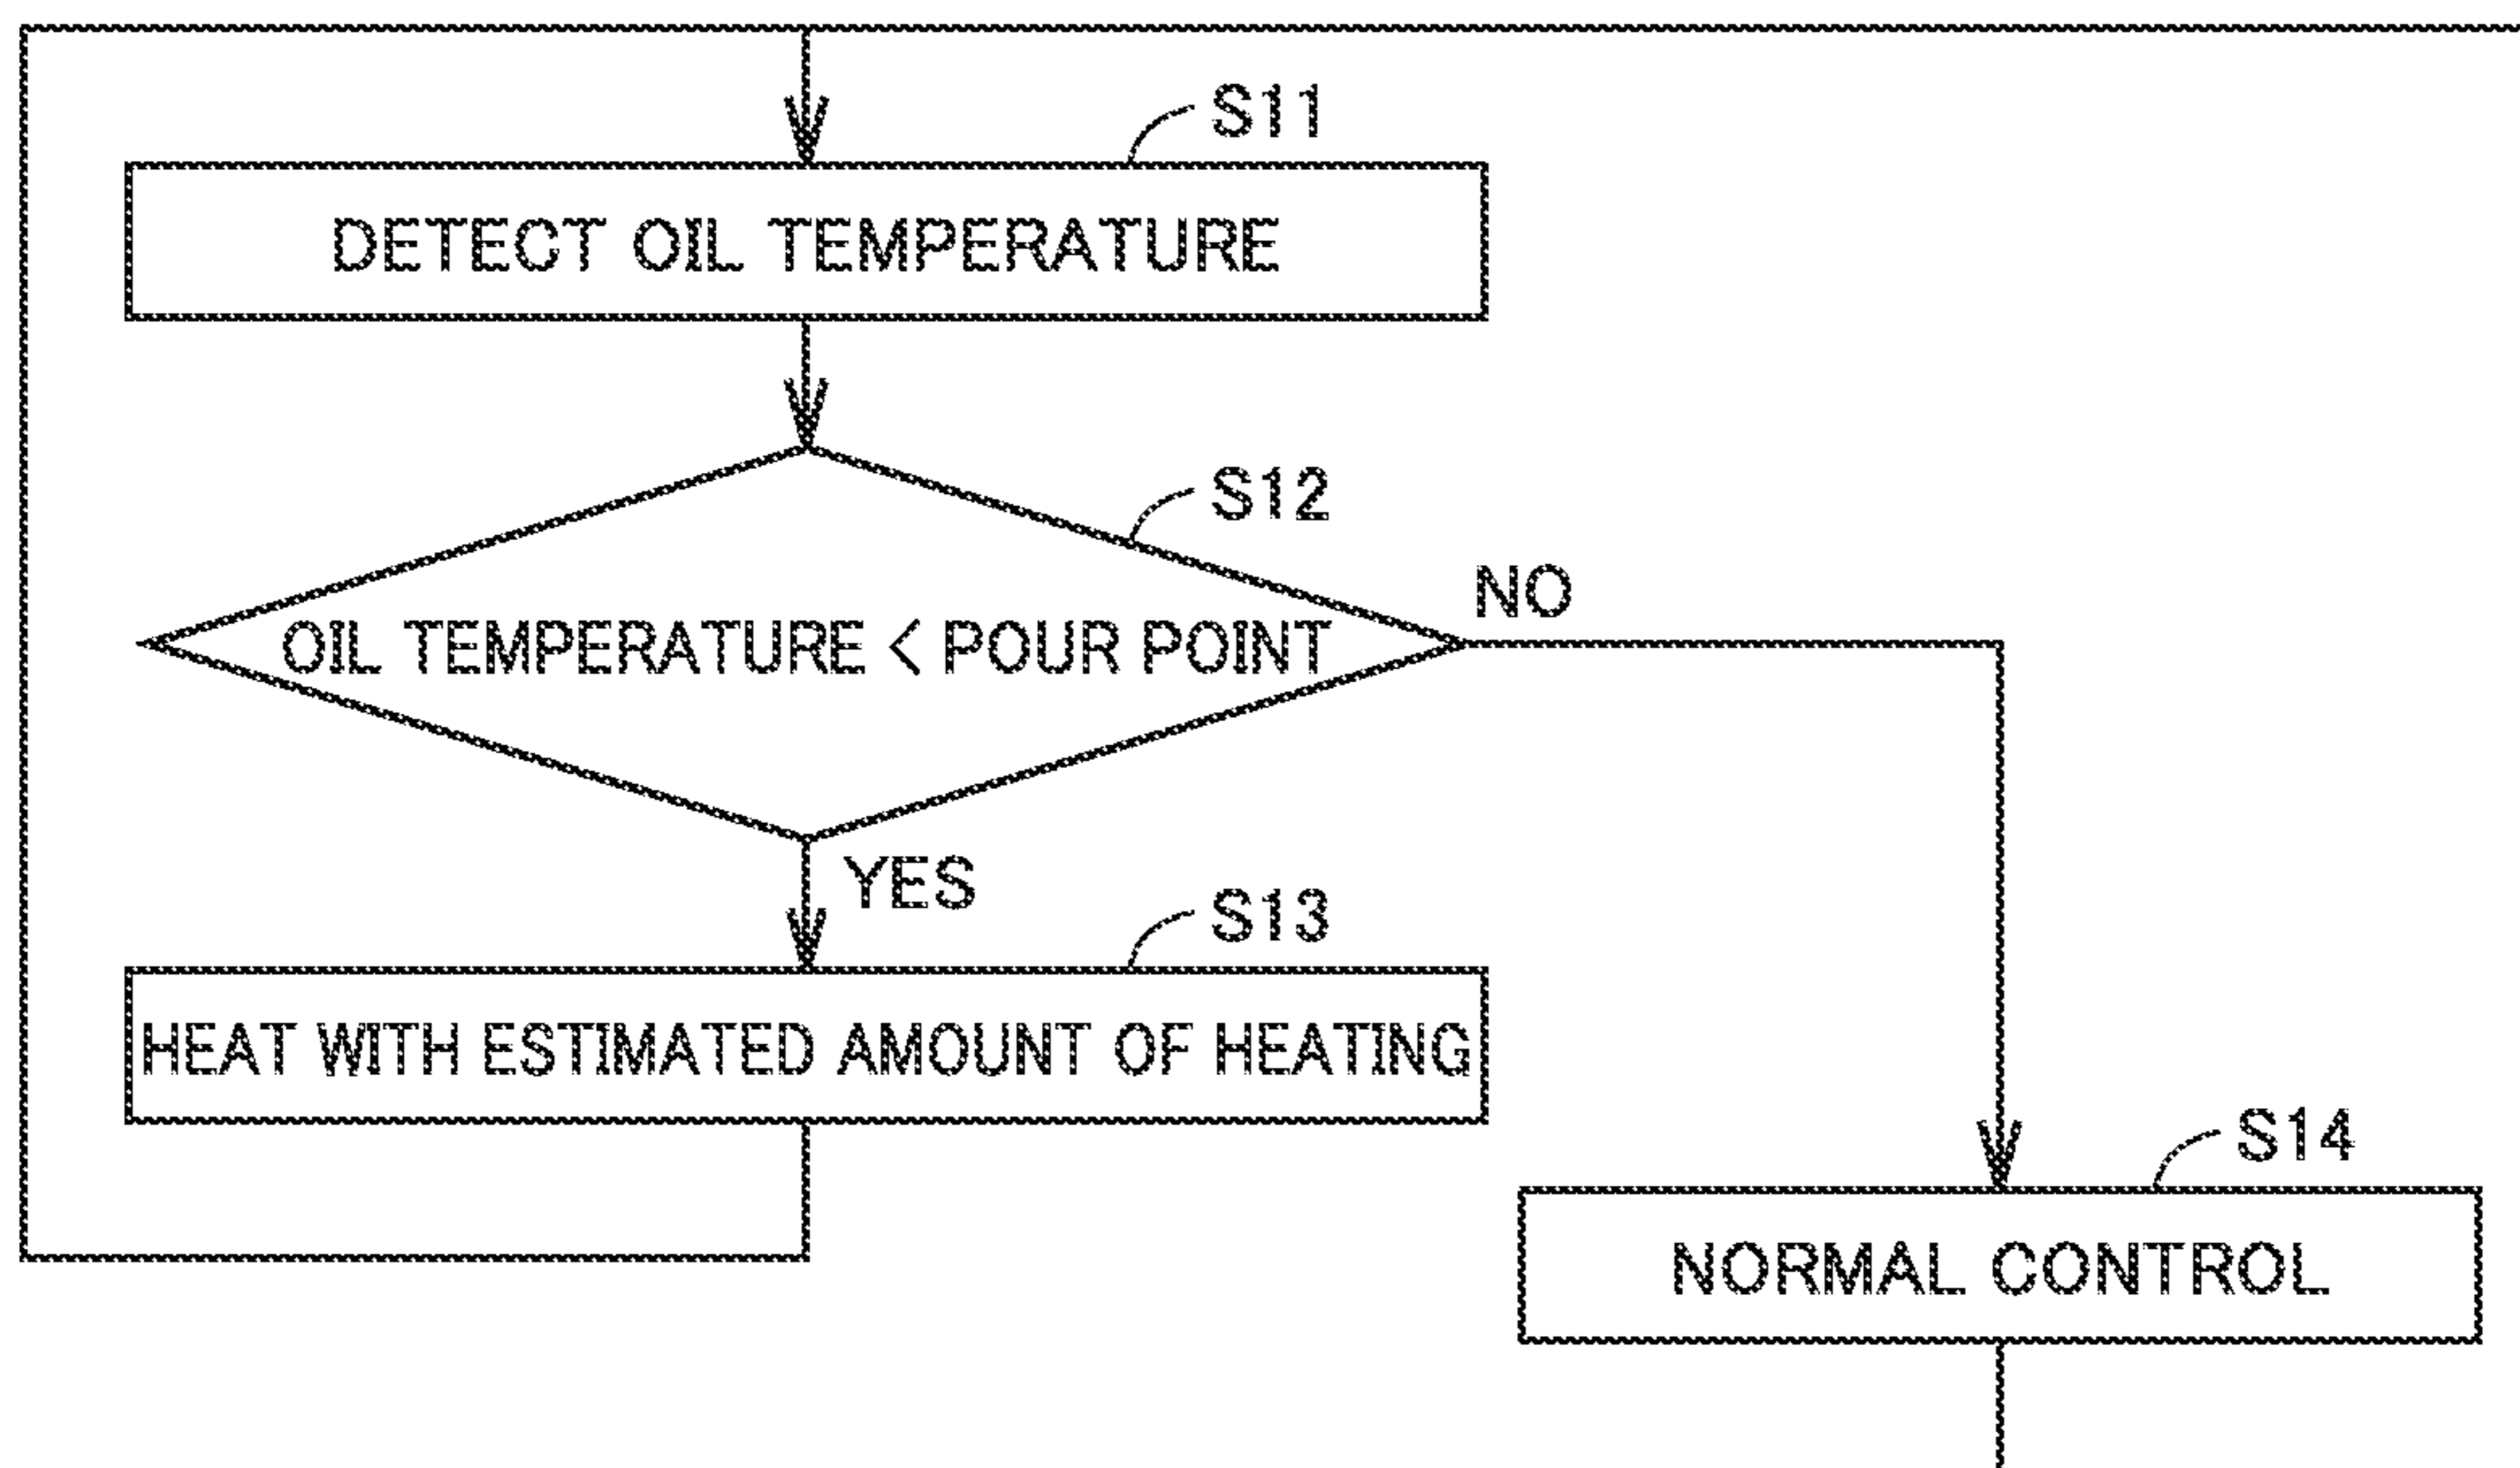 S11
DETECT OIL TEMPERATURE
S12
NO
OIL TEMPERATURE < POUR POINT
YES
S13
HEAT WITH ESTIMATED AMOUNT OF HEATING
S14
NORMAL CONTROL